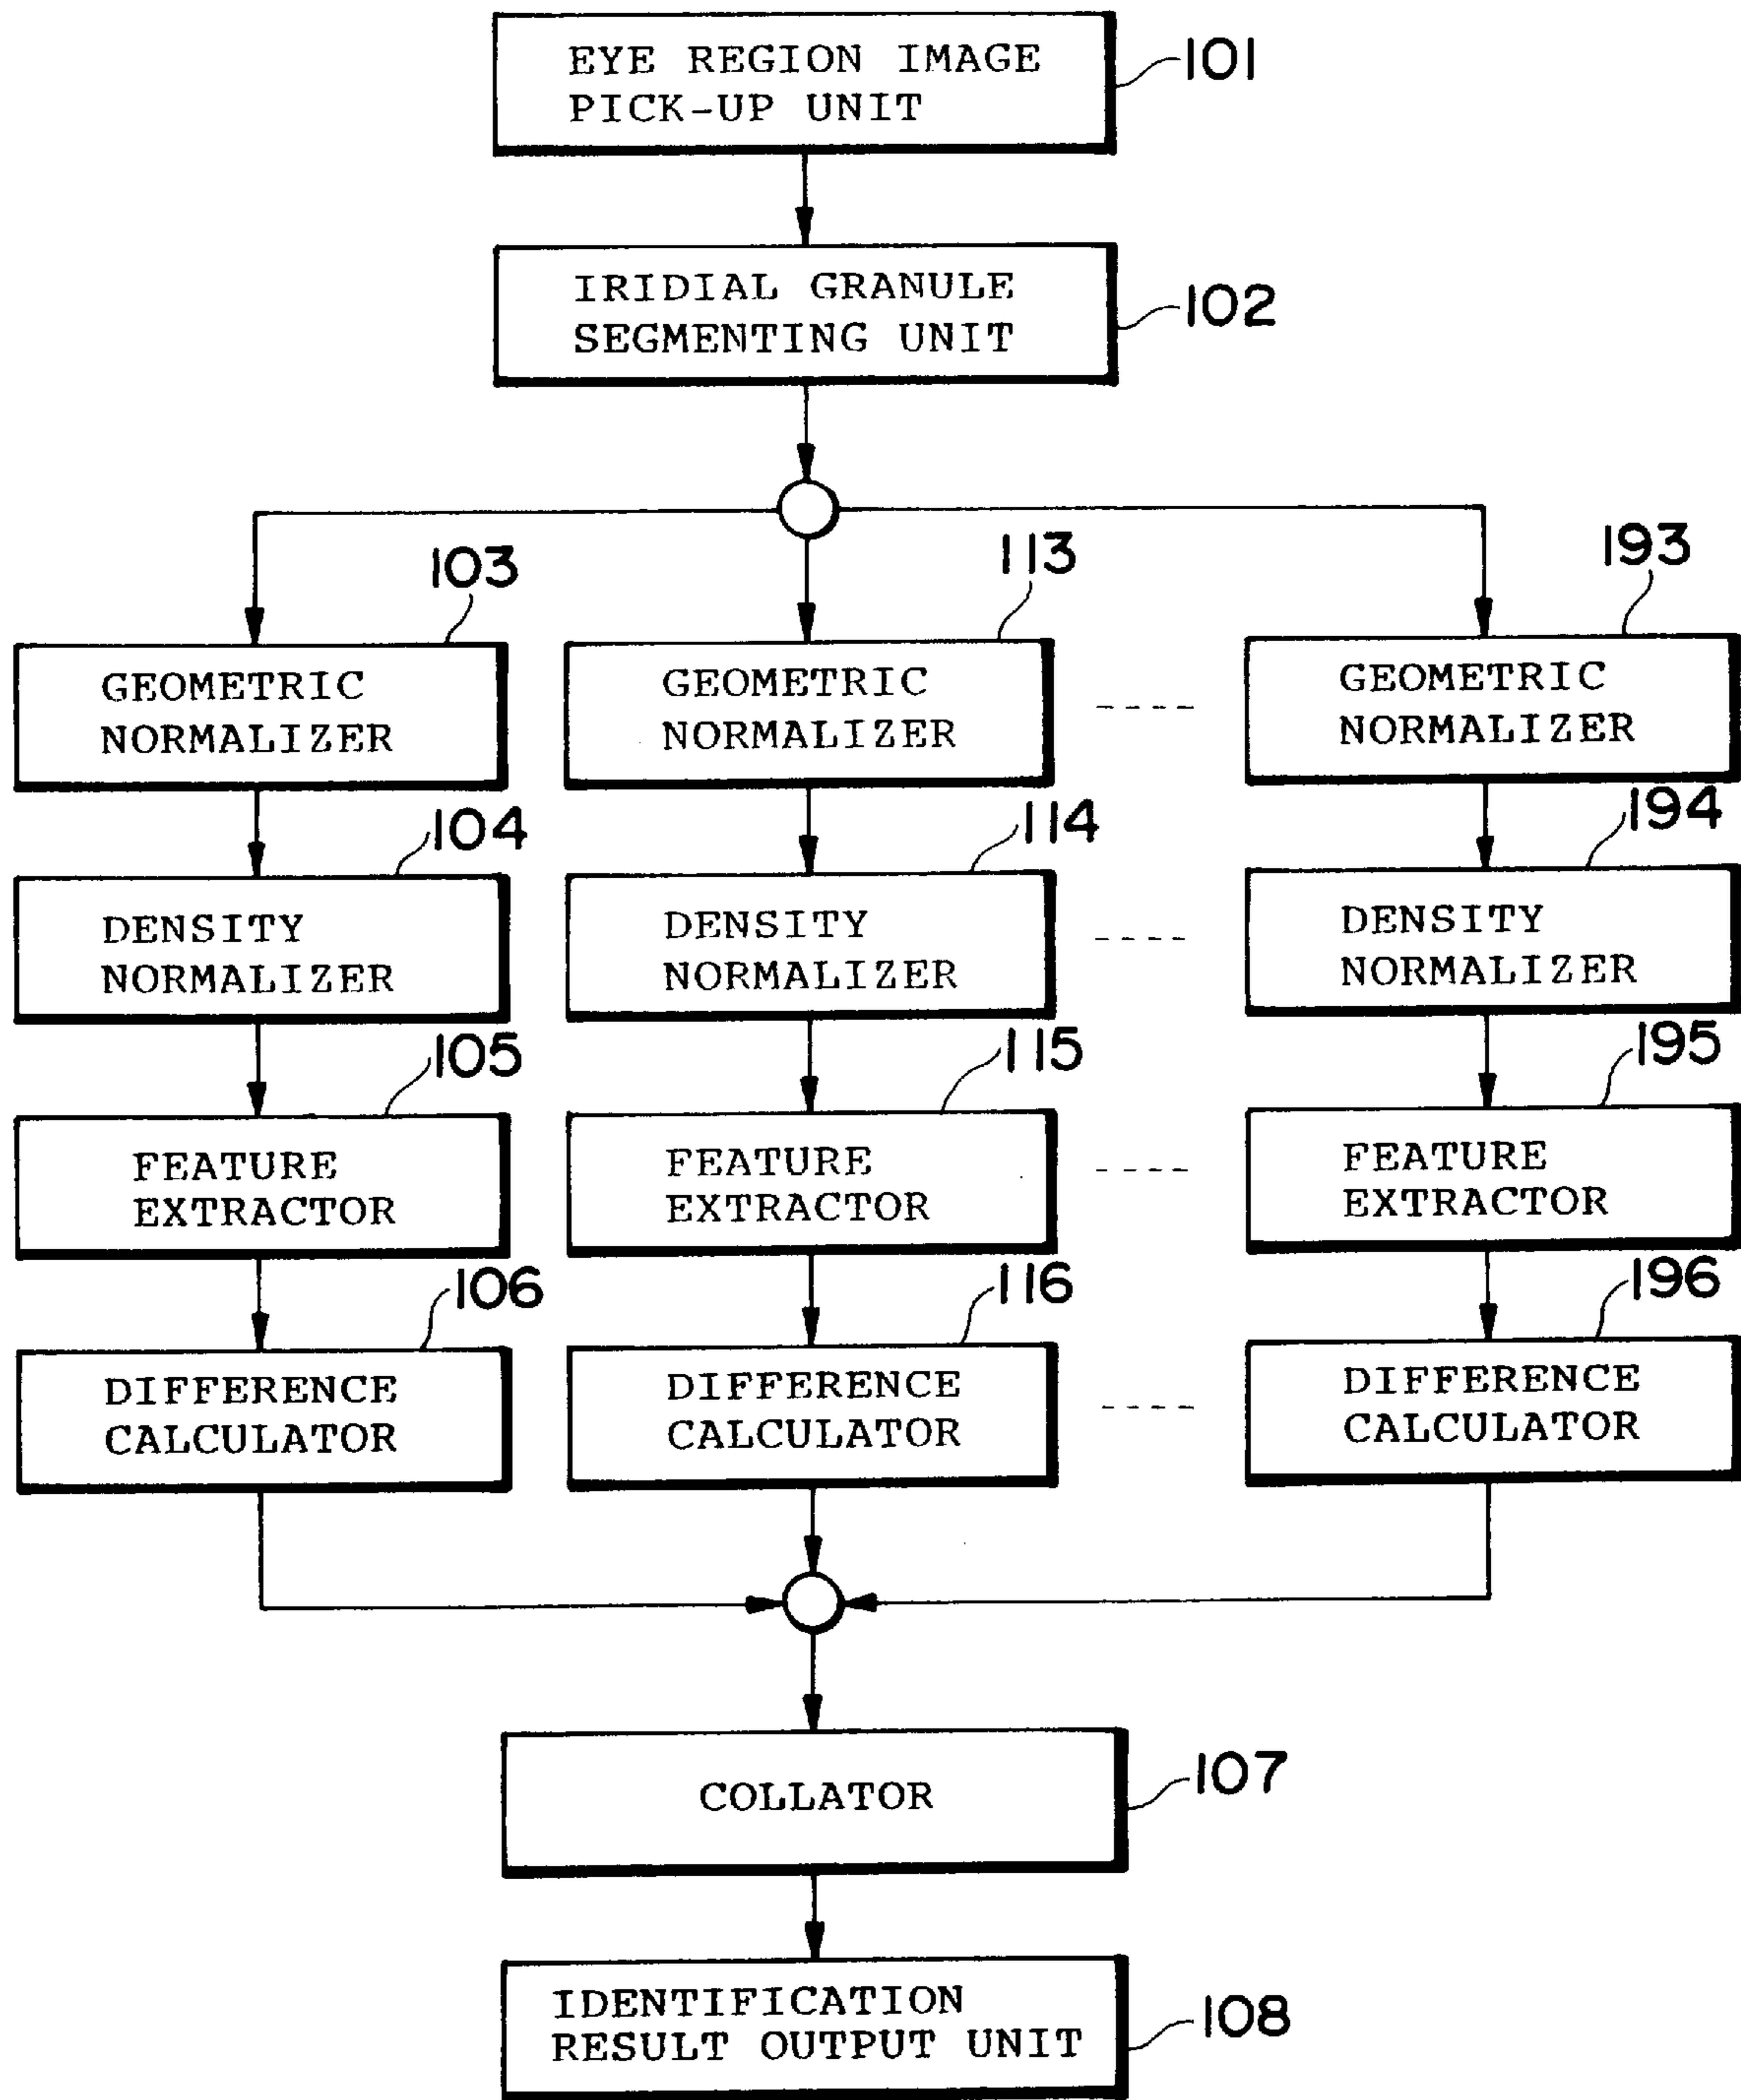 EYE REGION IMAGE
PICK-UP UNIT
101
IRIDIAL GRANULE
SEGMENTING UNIT
102
103
113
193
GEOMETRIC
NORMALIZER
GEOMETRIC
NORMALIZER
GEOMETRIC
NORMALIZER
104
114
194
DENSITY
NORMALIZER
DENSITY
NORMALIZER
DENSITY
NORMALIZER
105
115
195
FEATURE
EXTRACTOR
FEATURE
EXTRACTOR
FEATURE
EXTRACTOR
106
116
196
DIFFERENCE
CALCULATOR
DIFFERENCE
CALCULATOR
DIFFERENCE
CALCULATOR
COLLATOR
107
IDENTIFICATION
RESULT OUTPUT UNIT
108